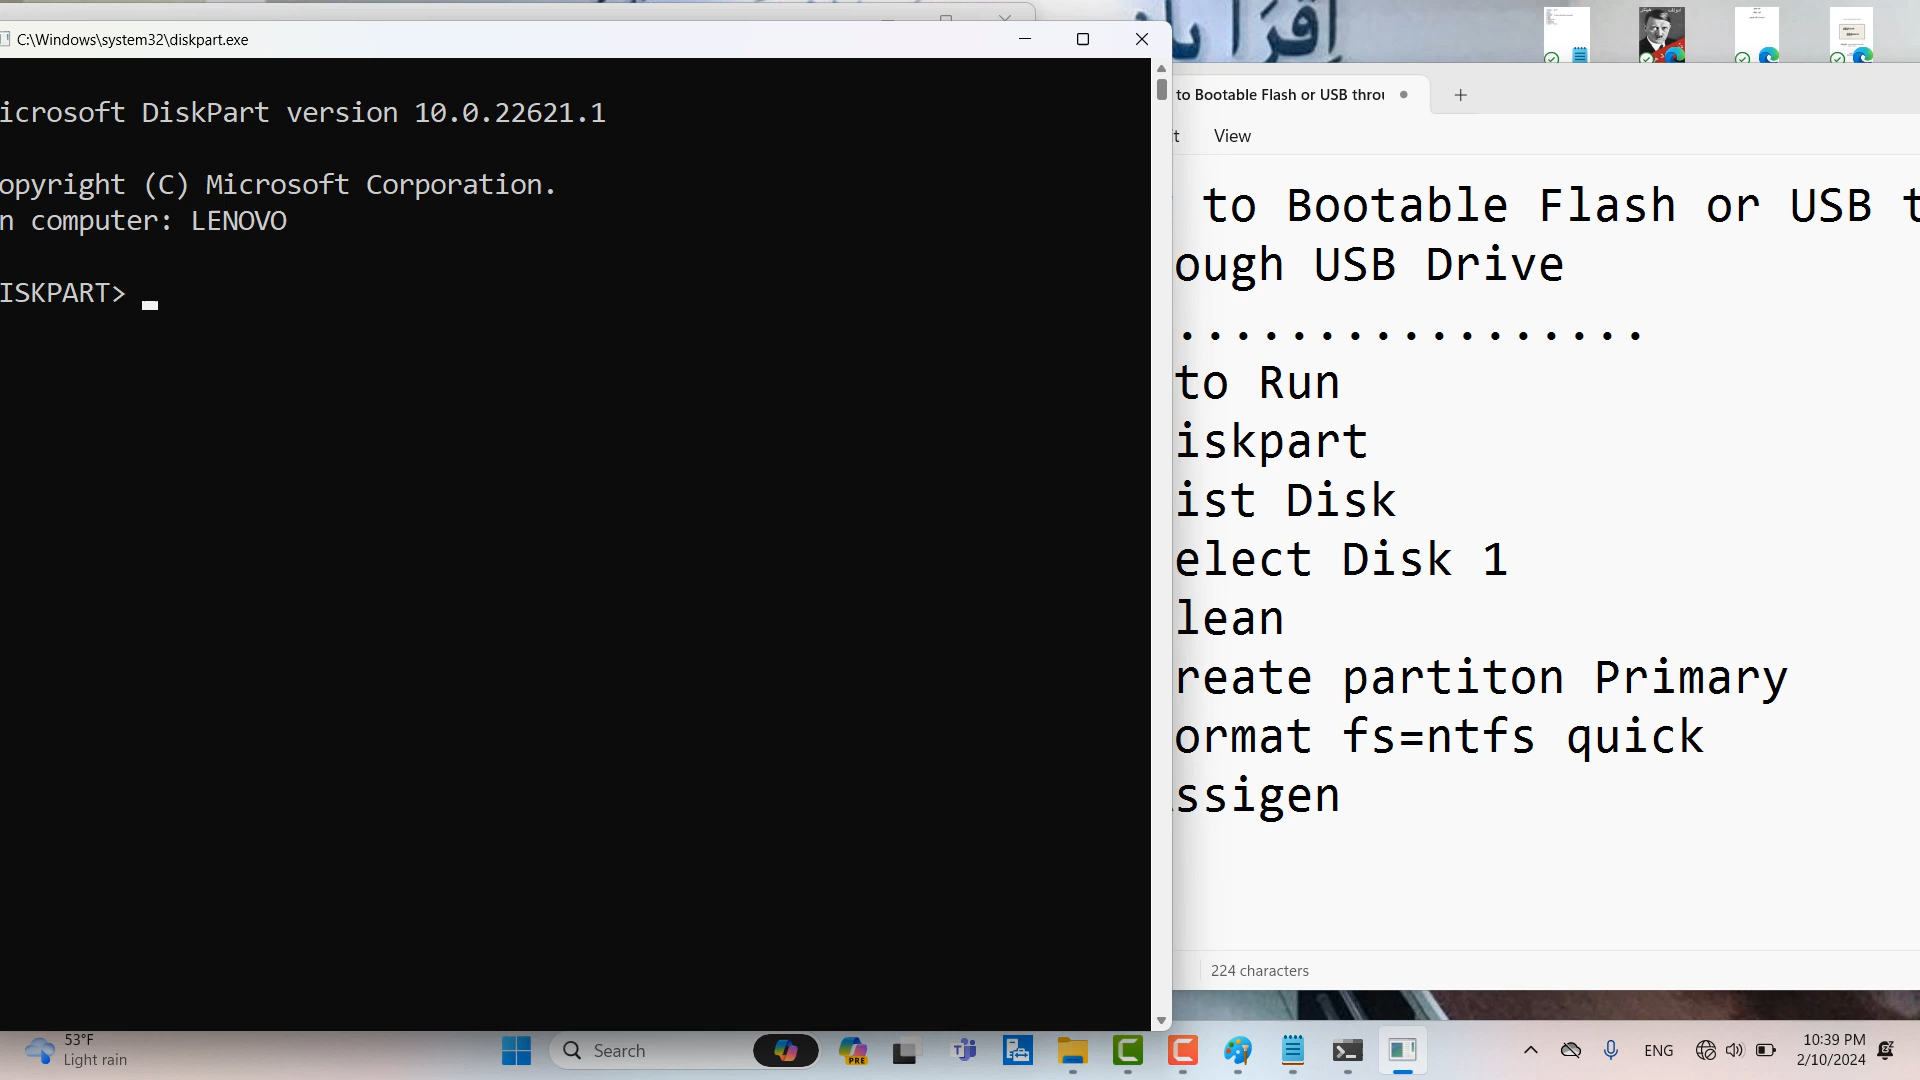 C:\Windows\system32\diskpart.exe
icrosoft DiskPart version 10.0.22621.1
opyright (C) Microsoft Corporation.
n computer: LENOVO
ISKPART>
اقرأ
to Bootable Flash or USB throu
t View
to Bootable Flash or USB t
ough USB Drive
.................
to Run
iskpart
ist Disk
elect Disk 1
lean
reate partiton Primary
ormat fs=ntfs quick
ssigen
224 characters
53°F
Light rain
Search
PRE
ENG
10:39 PM
2/10/2024